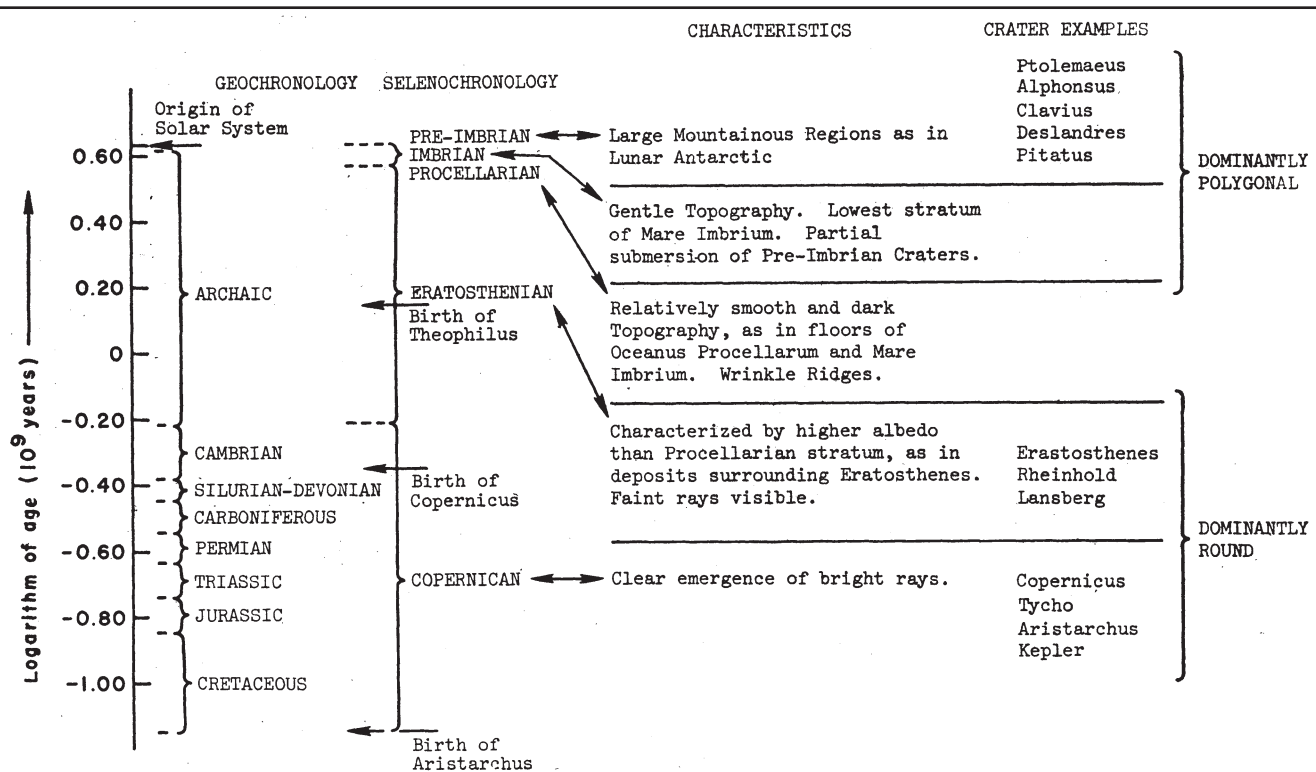 CHARACTERISTICS
CRATER EXAMPLES
GEOCHRONOLOGY
SELENOCHRONOLOGY
Logarithm of age (10^9 years)
0.60
0.40
0.20
0
-0.20
-0.40
-0.60
-0.80
-1.00
Origin of
Solar System
ARCHAIC
CAMBRIAN
SILURIAN-DEVONIAN
CARBONIFEROUS
PERMIAN
TRIASSIC
JURASSIC
CRETACEOUS
PRE-IMBRIAN
IMBRIAN
PROCELLARIAN
ERATOSTHENIAN
Birth of
Theophilus
Birth of
Copernicus
COPERNICAN
Birth of
Aristarchus
Large Mountainous Regions as in
Lunar Antarctic
Gentle Topography. Lowest stratum
of Mare Imbrium. Partial
submersion of Pre-Imbrian Craters.
Relatively smooth and dark
Topography, as in floors of
Oceanus Procellarum and Mare
Imbrium. Wrinkle Ridges.
Characterized by higher albedo
than Procellarian stratum, as in
deposits surrounding Eratosthenes.
Faint rays visible.
Clear emergence of bright rays.
Ptolemaeus
Alphonsus
Clavius
Deslandres
Pitatus
Erastosthenes
Rheinhold
Lansberg
Copernicus
Tycho
Aristarchus
Kepler
DOMINANTLY
POLYGONAL
DOMINANTLY
ROUND